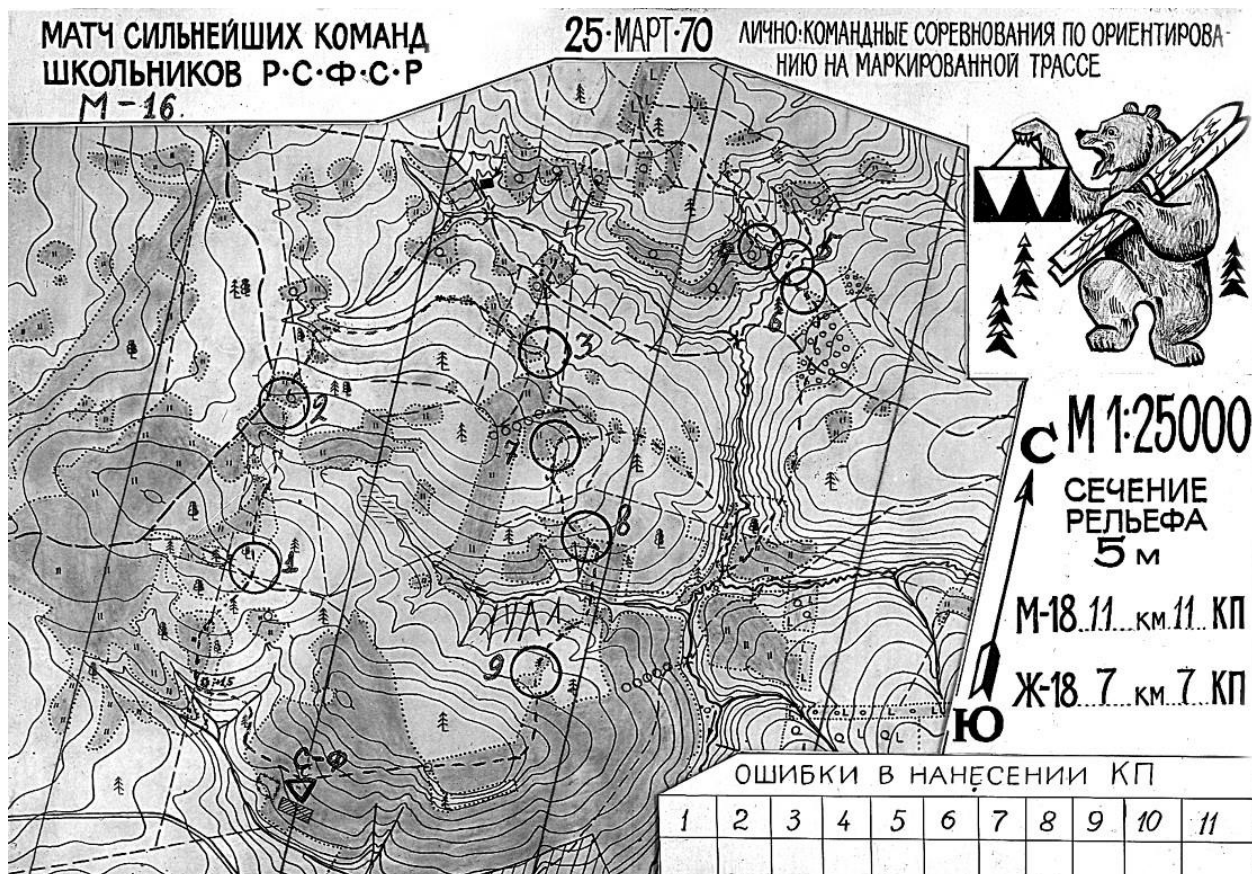 МАТЧ СИЛЬНЕЙШИХ КОМАНД
ШКОЛЬНИКОВ Р·С·Ф·С·Р
М-16.
25·МАРТ·70
ЛИЧНО·КОМАНДНЫЕ СОРЕВНОВАНИЯ ПО ОРИЕНТИРОВА-
НИЮ НА МАРКИРОВАННОЙ ТРАССЕ
5
6
3
2
7
8
1
9
С-Ф
С
М 1:25000
СЕЧЕНИЕ
РЕЛЬЕФА
5 м
М-18..11...км.11..КП
Ж-18..7..км..7..КП
Ю
ОШИБКИ В НАНЕСЕНИИ КП
1 2 3 4 5 6 7 8 9 10 11